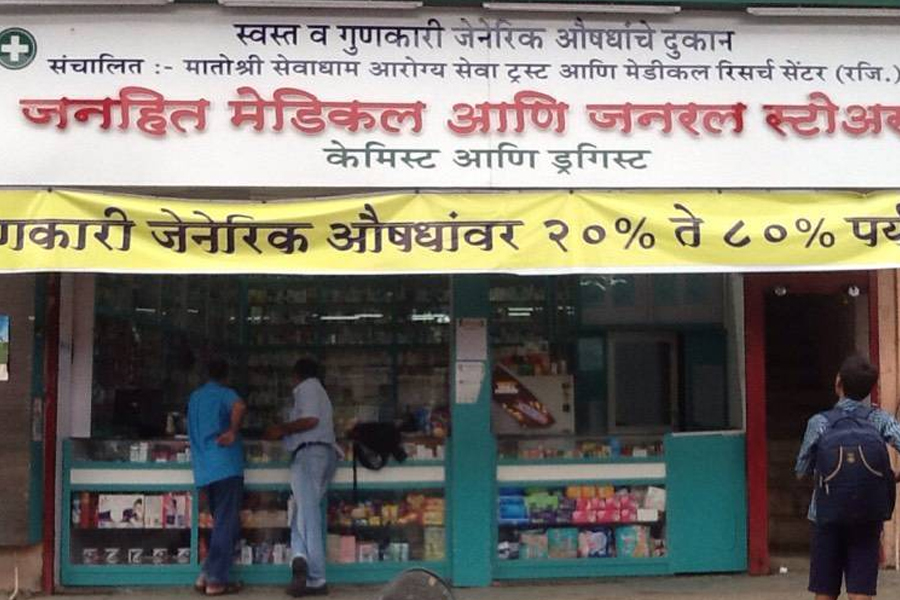 स्वस्त व गुणकारी जेनेरिक औषधांचे दुकान
संचालित :- मातोश्री सेवाधाम आरोग्य सेवा ट्रस्ट आणि मेडीकल रिसर्च सेंटर (रजि.)
जनहित मेडिकल आणि जनरल स्टोअर
केमिस्ट आणि ड्रगिस्ट
णकारी जेनेरिक औषधांवर २०% ते ८०% पर्य